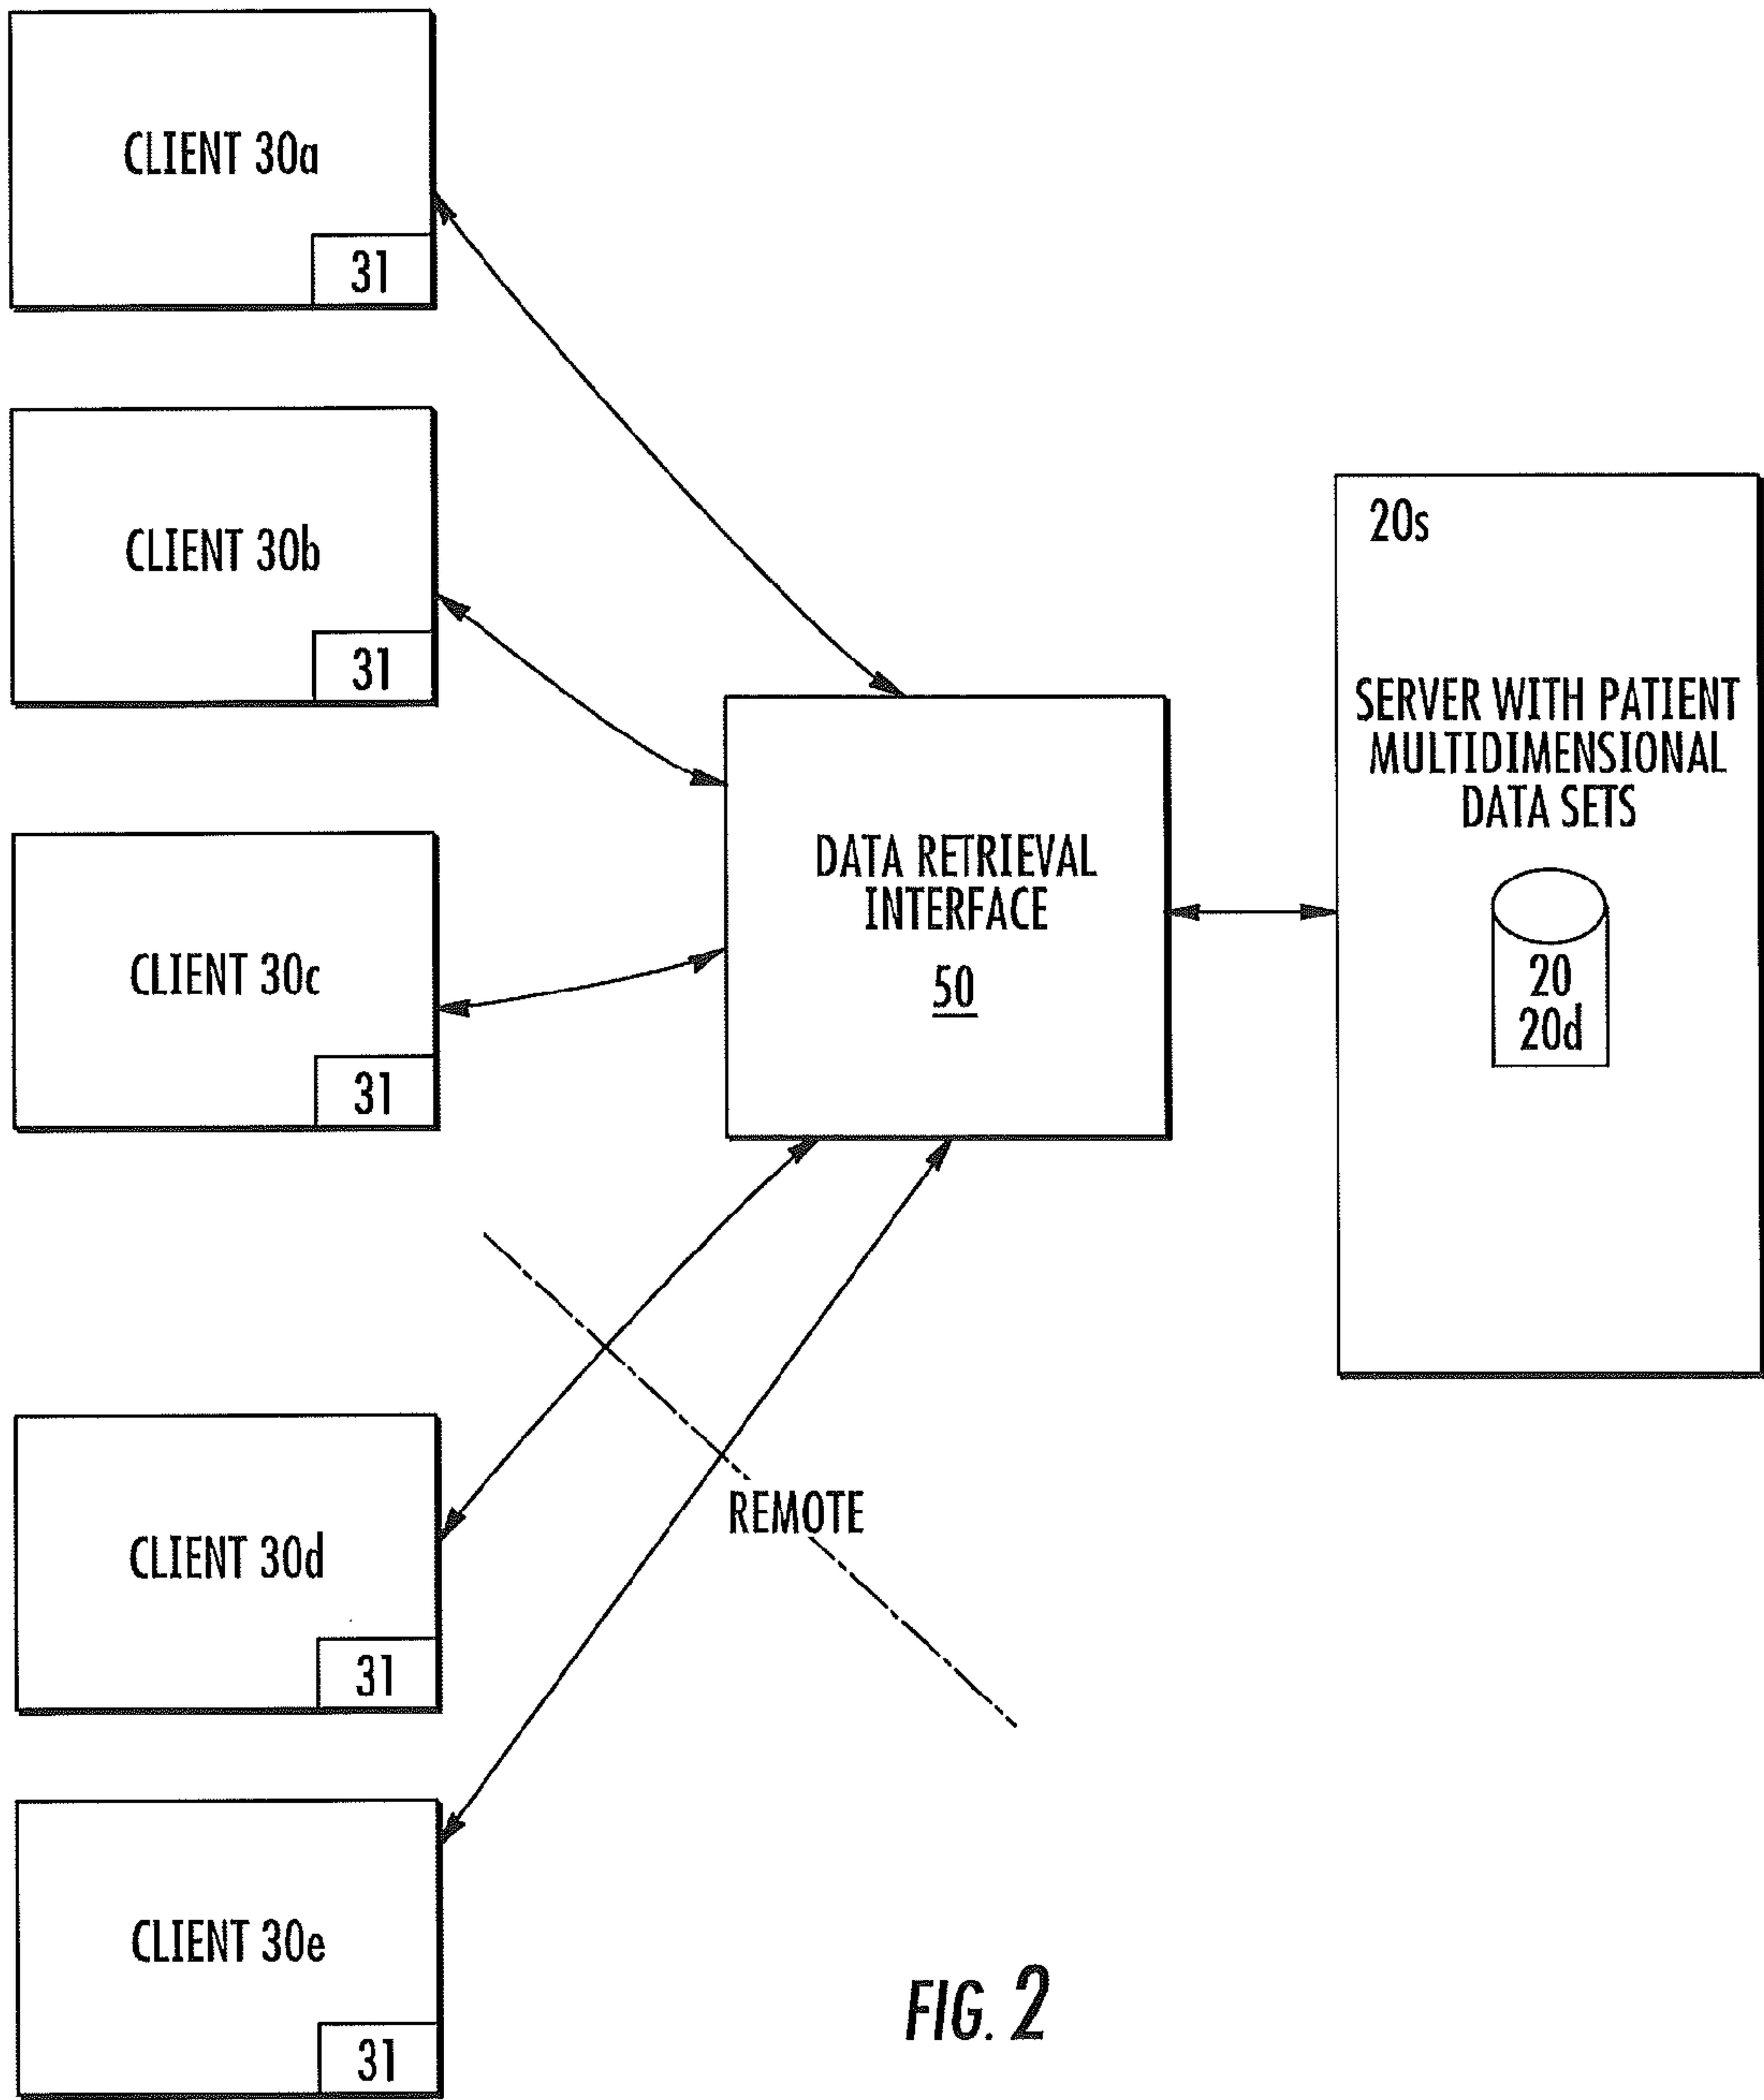 CLIENT 30a
31
CLIENT 30b
31
CLIENT 30c
31
CLIENT 30d
31
CLIENT 30e
31
DATA RETRIEVAL
INTERFACE
50
REMOTE
20s
SERVER WITH PATIENT
MULTIDIMENSIONAL
DATA SETS
20
20d
FIG. 2